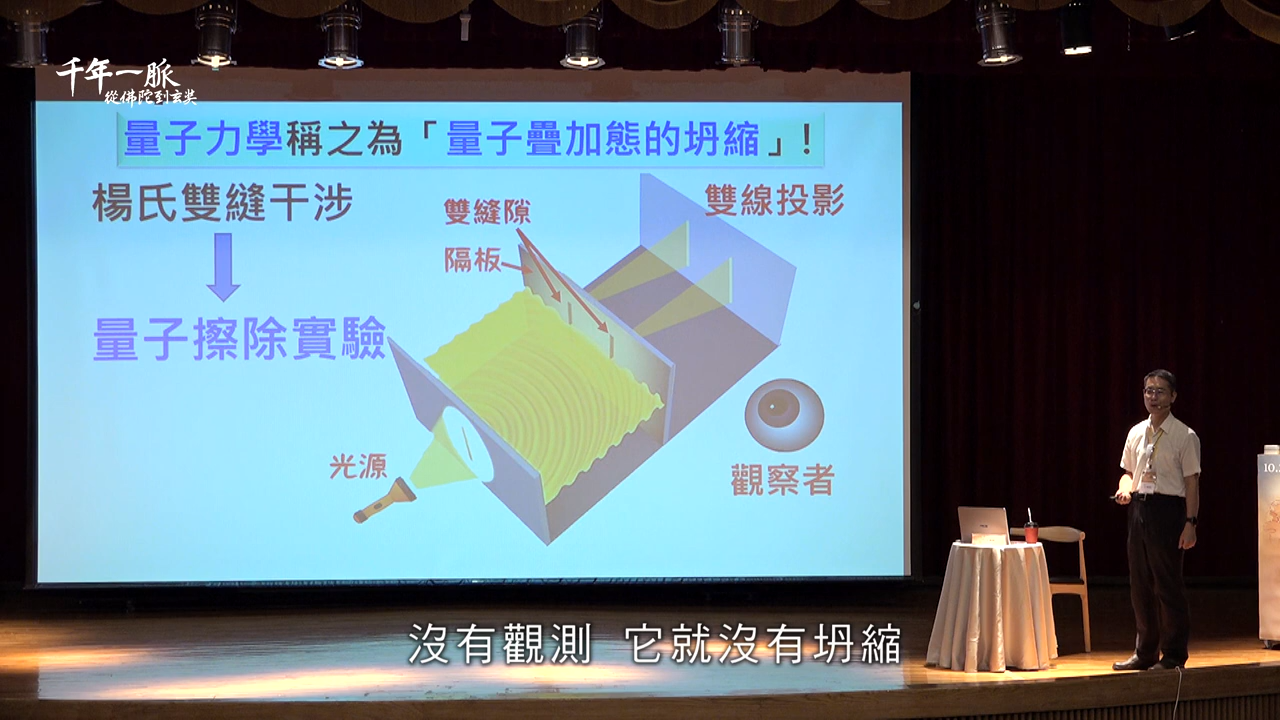 千年一脈
從佛陀到玄奘
量子力學稱之為「量子疊加態的坍縮」!
楊氏雙縫干涉
量子擦除實驗
雙縫隙
隔板
雙線投影
光源
觀察者
10.
沒有觀測 它就沒有坍縮